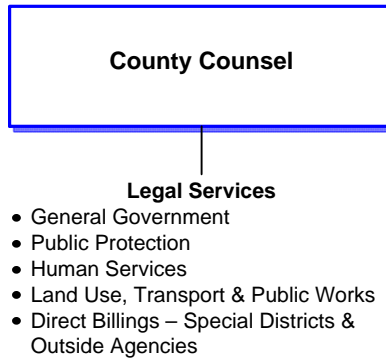 County Counsel
Legal Services
• General Government
• Public Protection
• Human Services
• Land Use, Transport & Public Works
• Direct Billings – Special Districts &
Outside Agencies